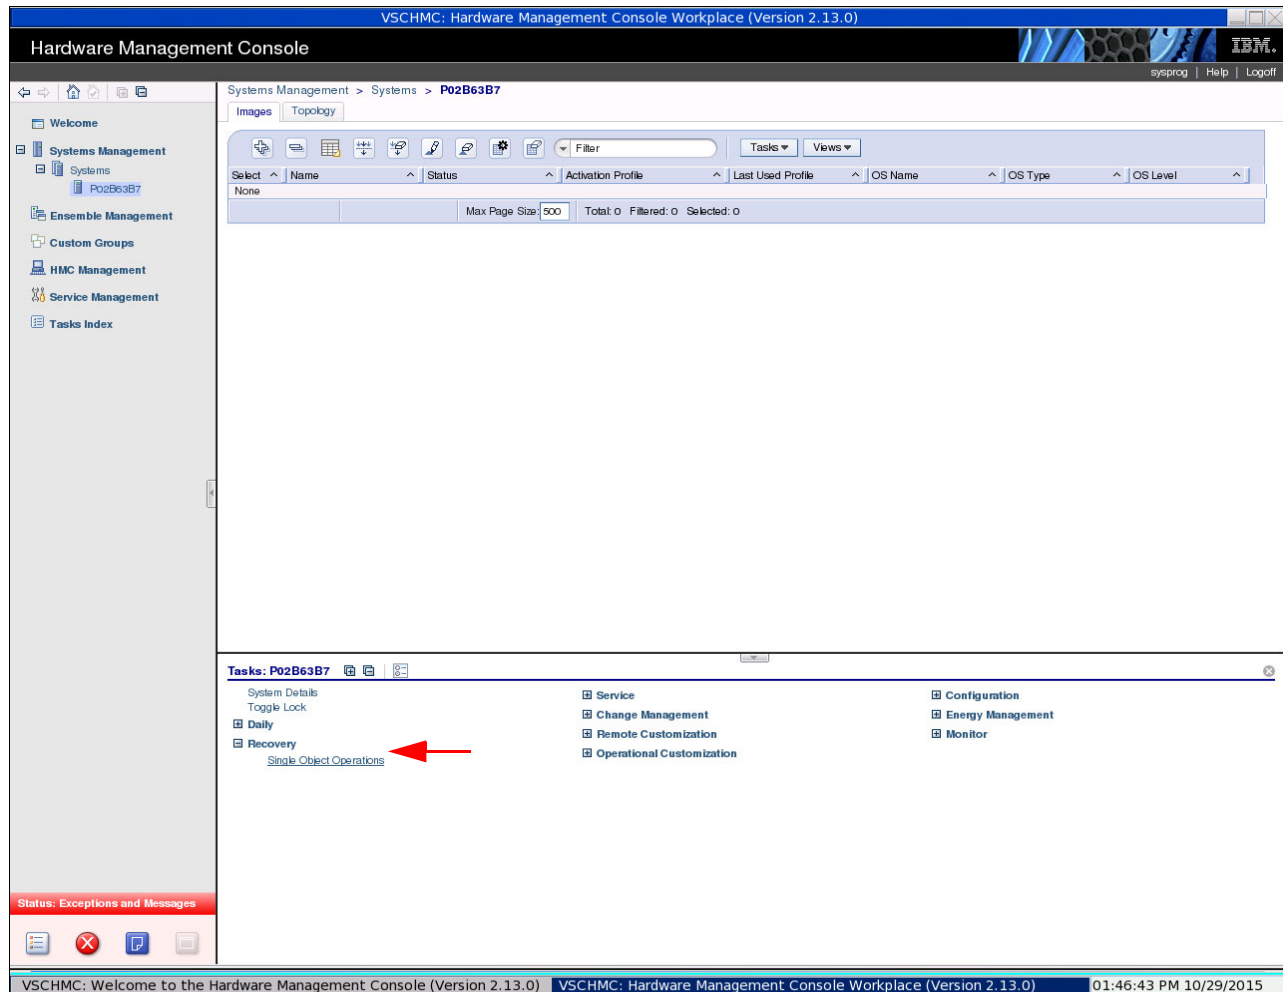 VSCHMC: Hardware Management Console Workplace (Version 2.13.0)
Hardware Management Console
IBM.
sysprog | Help | Logoff
Welcome
Systems Management
Systems
P02B63B7
Ensemble Management
Custom Groups
HMC Management
Service Management
Tasks Index
Status: Exceptions and Messages
Systems Management > Systems > P02B63B7
Images Topology
Filter Tasks Views
Select Name Status Activation Profile Last Used Profile OS Name OS Type OS Level
None
Max Page Size: 500 Total: 0 Filtered: 0 Selected: 0
Tasks: P02B63B7
System Details
Toggle Lock
Daily
Recovery
Single Object Operations
Service
Change Management
Remote Customization
Operational Customization
Configuration
Energy Management
Monitor
VSCHMC: Welcome to the Hardware Management Console (Version 2.13.0) VSCHMC: Hardware Management Console Workplace (Version 2.13.0) 01:46:43 PM 10/29/2015